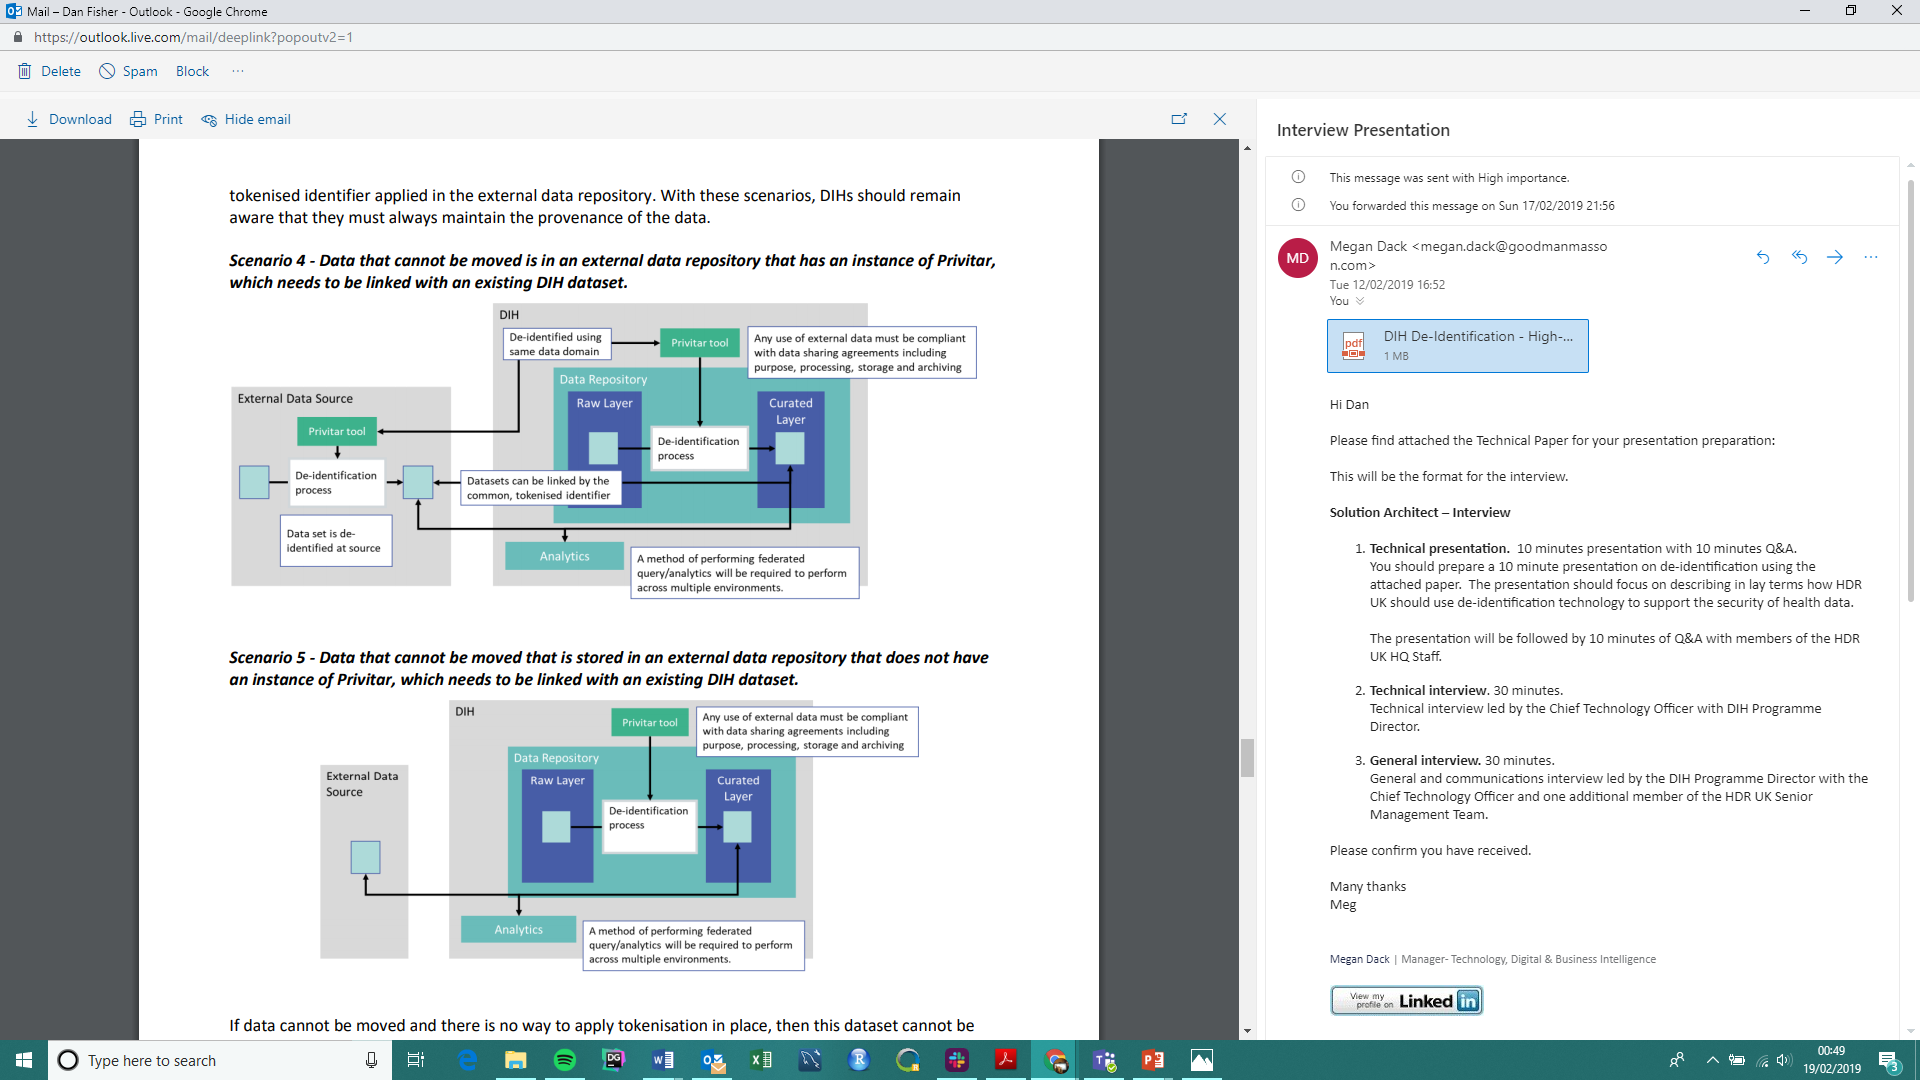 Mail – Dan Fisher - Outlook - Google Chrome
https://outlook.live.com/mail/deeplink?popoutv2=1
Delete Spam Block ...
Download Print Hide email
tokenised identifier applied in the external data repository. With these scenarios, DIHs should remain
aware that they must always maintain the provenance of the data.
Scenario 4 - Data that cannot be moved is in an external data repository that has an instance of Privitar,
which needs to be linked with an existing DIH dataset.
DIH
De-identified using
same data domain
Privitar tool
Any use of external data must be compliant
with data sharing agreements including
purpose, processing, storage and archiving
Data Repository
Raw Layer
Curated
Layer
De-identification
process
External Data Source
Privitar tool
De-identification
process
Datasets can be linked by the
common, tokenised identifier
Data set is de-
identified at source
Analytics
A method of performing federated
query/analytics will be required to perform
across multiple environments.
Scenario 5 - Data that cannot be moved that is stored in an external data repository that does not have
an instance of Privitar, which needs to be linked with an existing DIH dataset.
DIH
Privitar tool
Any use of external data must be compliant
with data sharing agreements including
purpose, processing, storage and archiving
Data Repository
Raw Layer
Curated
Layer
De-identification
process
External Data
Source
Analytics
A method of performing federated
query/analytics will be required to perform
across multiple environments.
If data cannot be moved and there is no way to apply tokenisation in place, then this dataset cannot be
Interview Presentation
This message was sent with High importance.
You forwarded this message on Sun 17/02/2019 21:56
MD
Megan Dack <megan.dack@goodmanmasso
n.com>
Tue 12/02/2019 16:52
You
pdf
DIH De-Identification - High-...
1 MB
Hi Dan
Please find attached the Technical Paper for your presentation preparation:
This will be the format for the interview.
Solution Architect – Interview
1. Technical presentation. 10 minutes presentation with 10 minutes Q&A.
You should prepare a 10 minute presentation on de-identification using the
attached paper. The presentation should focus on describing in lay terms how HDR
UK should use de-identification technology to support the security of health data.
The presentation will be followed by 10 minutes of Q&A with members of the HDR
UK HQ Staff.
2. Technical interview. 30 minutes.
Technical interview led by the Chief Technology Officer with DIH Programme
Director.
3. General interview. 30 minutes.
General and communications interview led by the DIH Programme Director with the
Chief Technology Officer and one additional member of the HDR UK Senior
Management Team.
Please confirm you have received.
Many thanks
Meg
Megan Dack | Manager- Technology, Digital & Business Intelligence
View my
profile on
Linked in
Type here to search
DG
R
00:49
19/02/2019
3